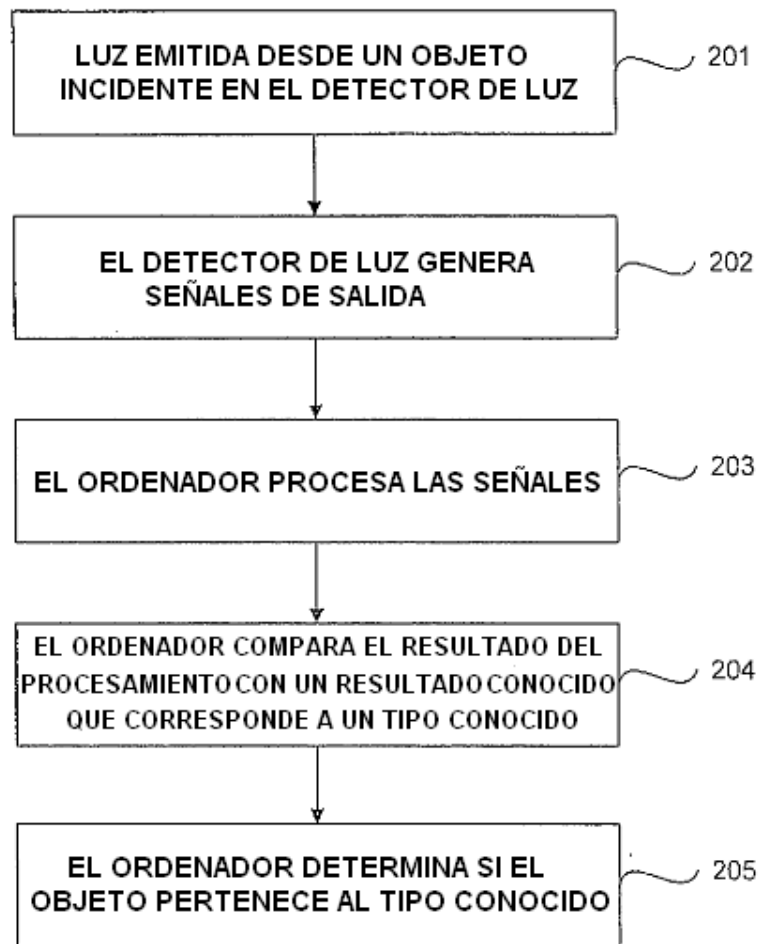 LUZ EMITIDA DESDE UN OBJETO
INCIDENTE EN EL DETECTOR DE LUZ
201
EL DETECTOR DE LUZ GENERA
SEÑALES DE SALIDA
202
EL ORDENADOR PROCESA LAS SEÑALES
203
EL ORDENADOR COMPARA EL RESULTADO DEL
PROCESAMIENTO CON UN RESULTADO CONOCIDO
QUE CORRESPONDE A UN TIPO CONOCIDO
204
EL ORDENADOR DETERMINA SI EL
OBJETO PERTENECE AL TIPO CONOCIDO
205